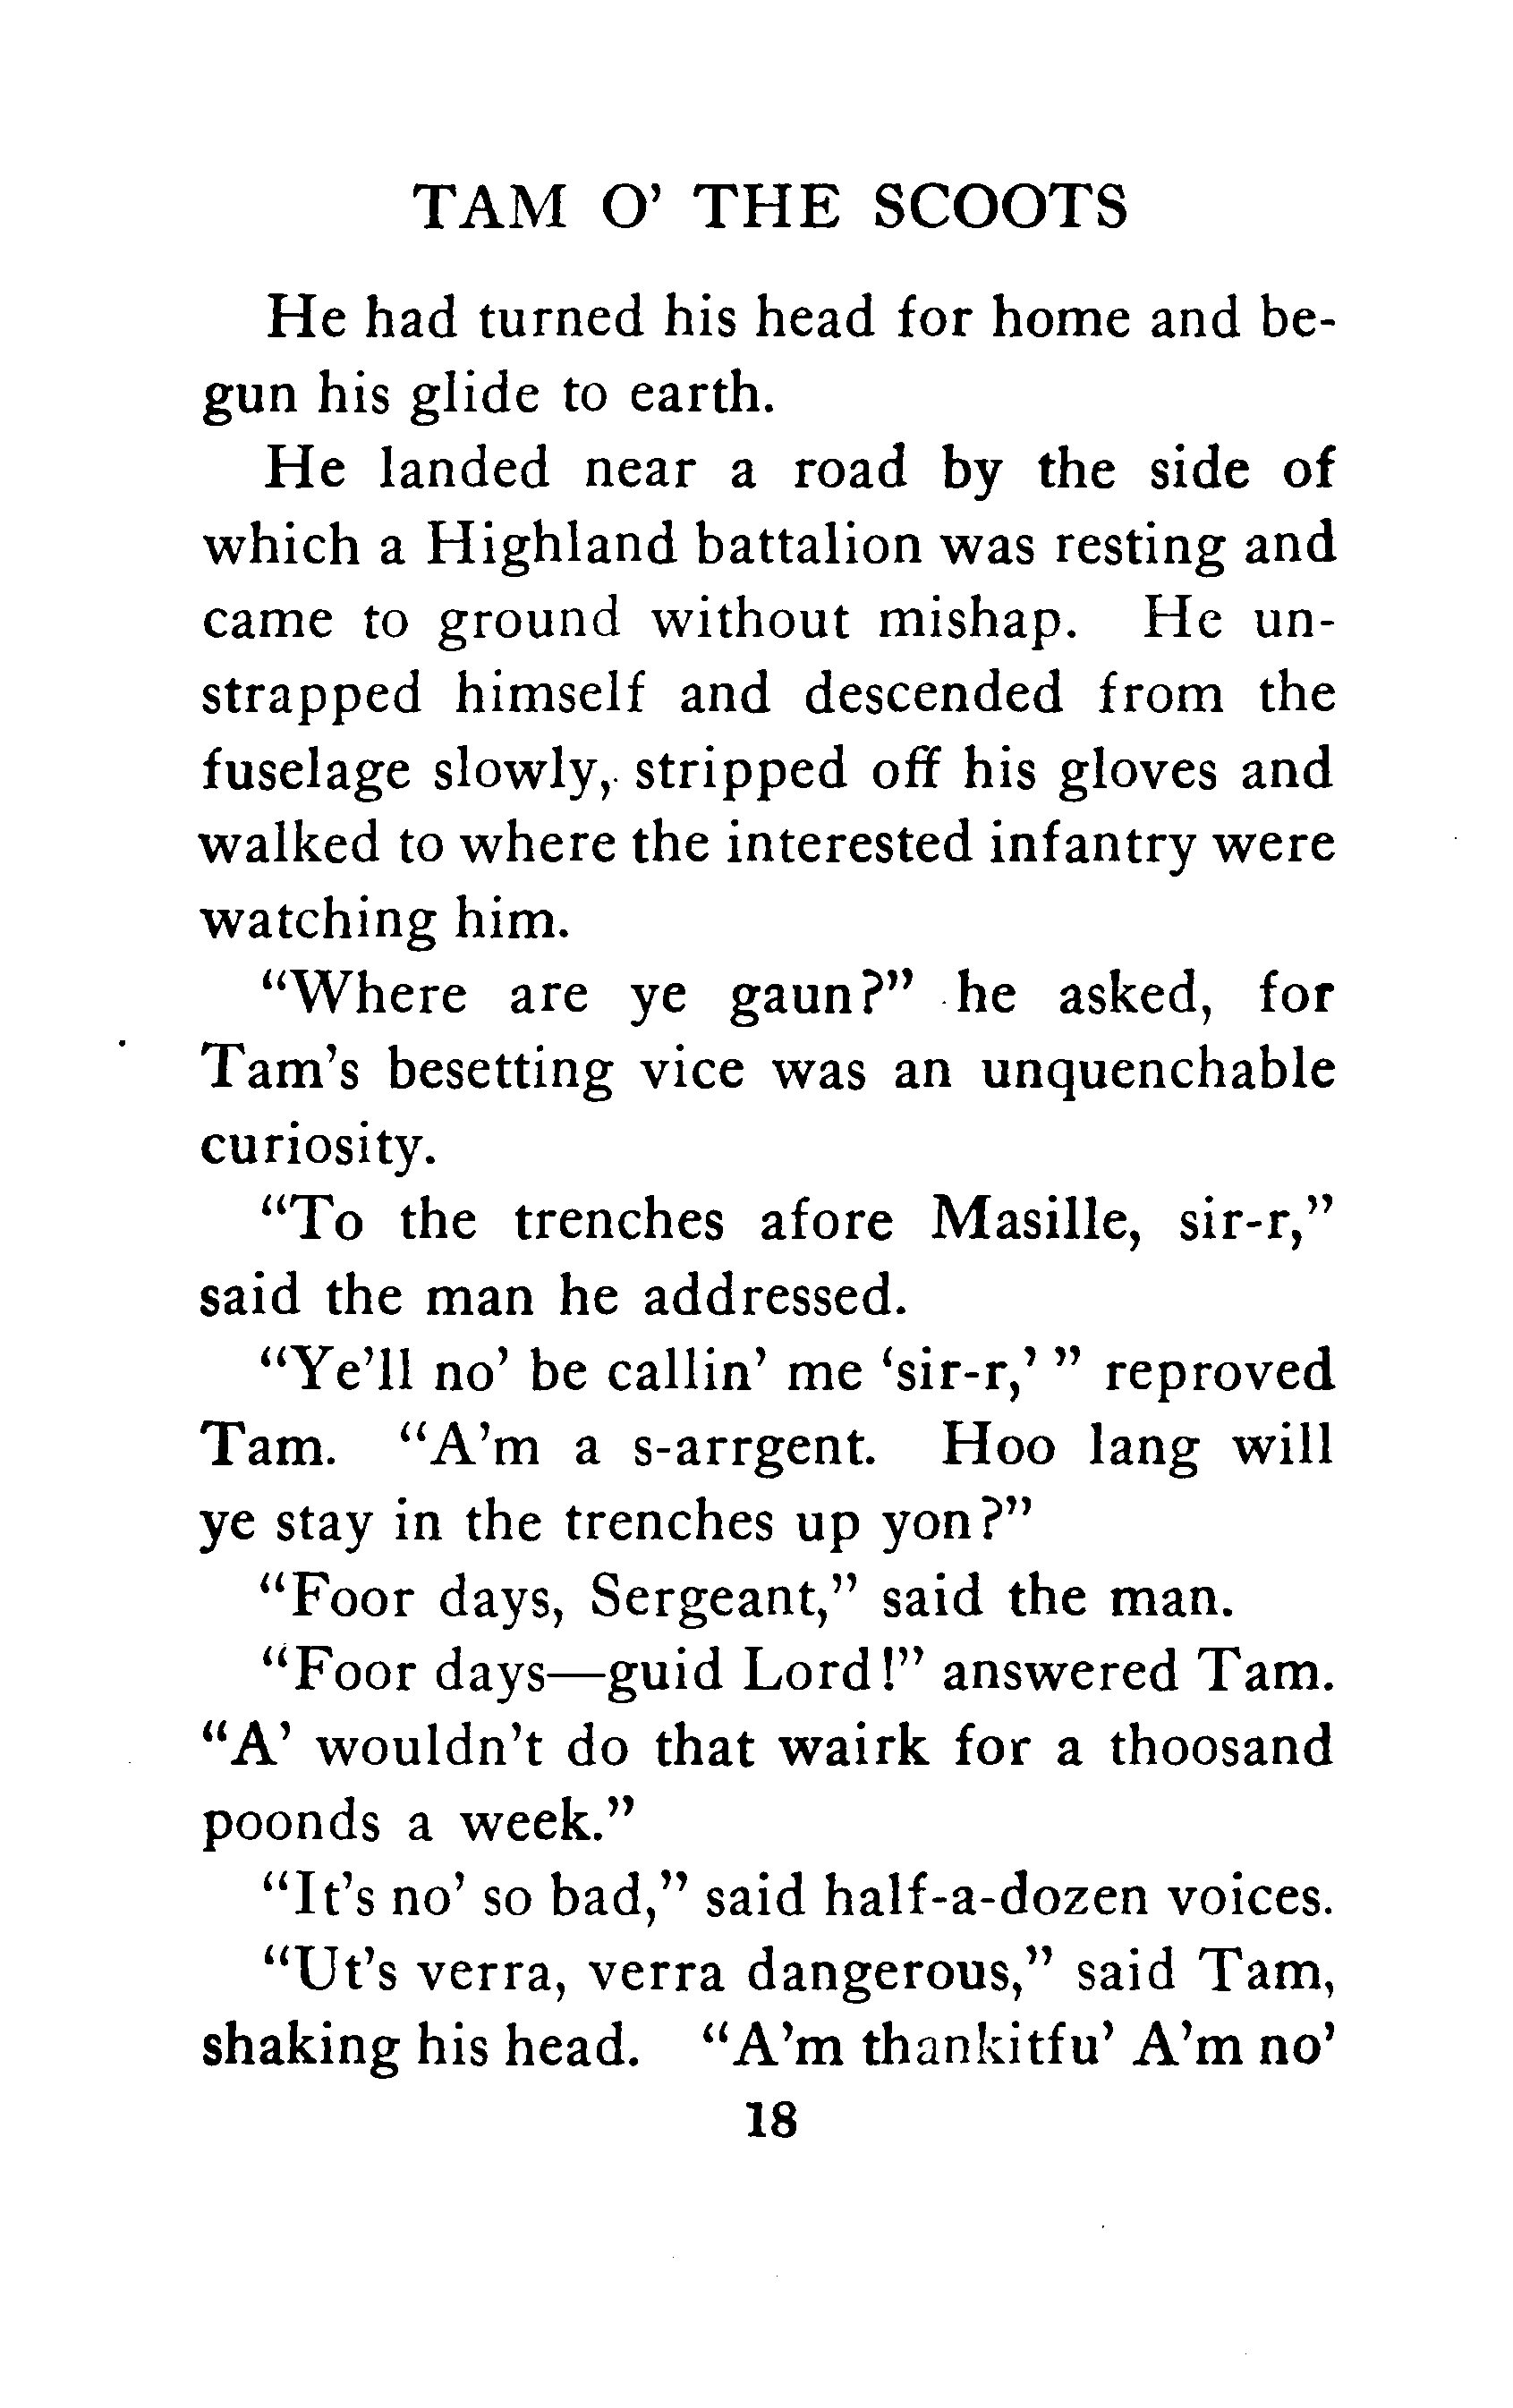 TAM O' THE SCOOTS
He had turned his head for home and be-
gun his glide to earth.
He landed near a road by the side of
which a Highland battalion was resting and
came to ground without mishap. He un-
strapped himself and descended from the
fuselage slowly, stripped off his gloves and
walked to where the interested infantry were
watching him.
“Where are ye gaun?” he asked, for
Tam’s besetting vice was an unquenchable
curiosity.
“To the trenches afore Masille, sir-r,”
said the man he addressed.
“Ye’ll no’ be callin’ me ‘sir-r,’ ” reproved
Tam. “A’m a s-arrgent. Hoo lang will
ye stay in the trenches up yon?”
“Foor days, Sergeant,” said the man.
“Foor days—guid Lord!” answered Tam.
“A’ wouldn’t do that wairk for a thoosand
poonds a week.”
“It’s no’ so bad,” said half-a-dozen voices.
“Ut’s verra, verra dangerous,” said Tam,
shaking his head. “A’m thankitfu’ A’m no’
18